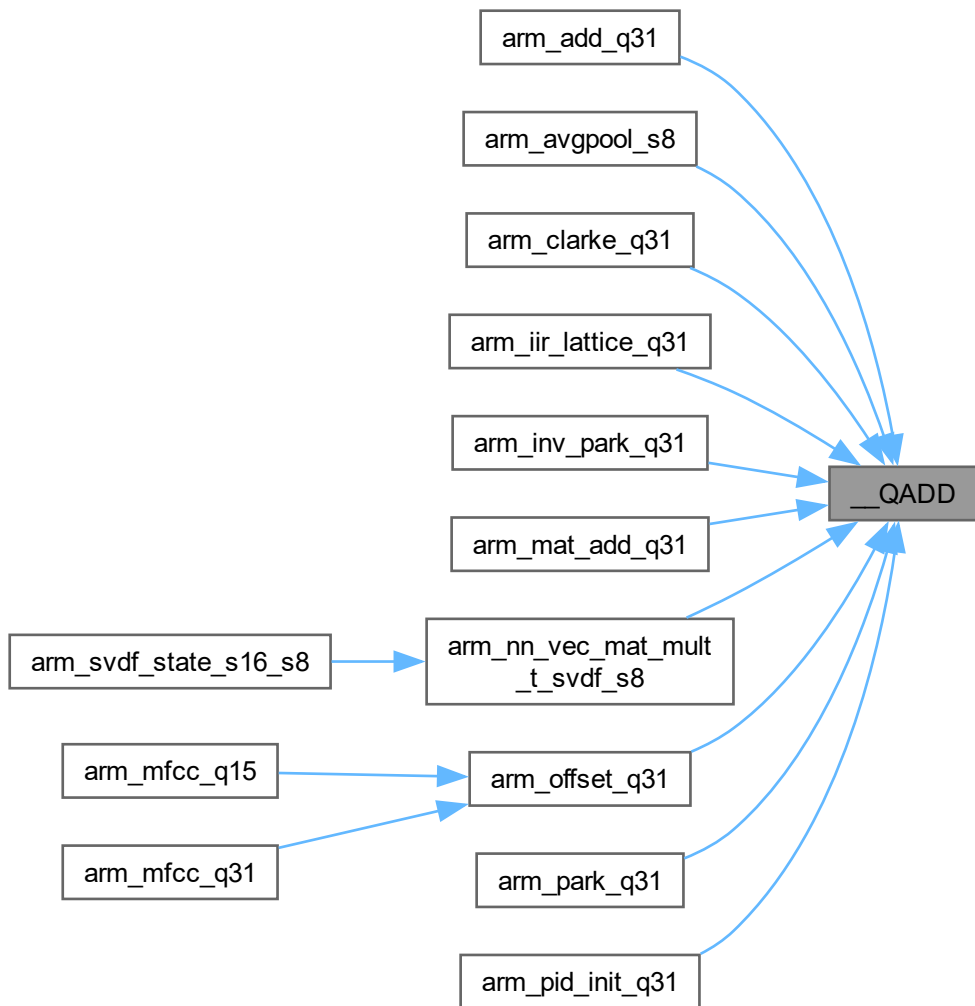 arm_add_q31
arm_avgpool_s8
arm_clarke_q31
arm_iir_lattice_q31
arm_inv_park_q31
__QADD
arm_mat_add_q31
arm_svdf_state_s16_s8
arm_nn_vec_mat_mult
_t_svdf_s8
arm_mfcc_q15
arm_offset_q31
arm_mfcc_q31
arm_park_q31
arm_pid_init_q31